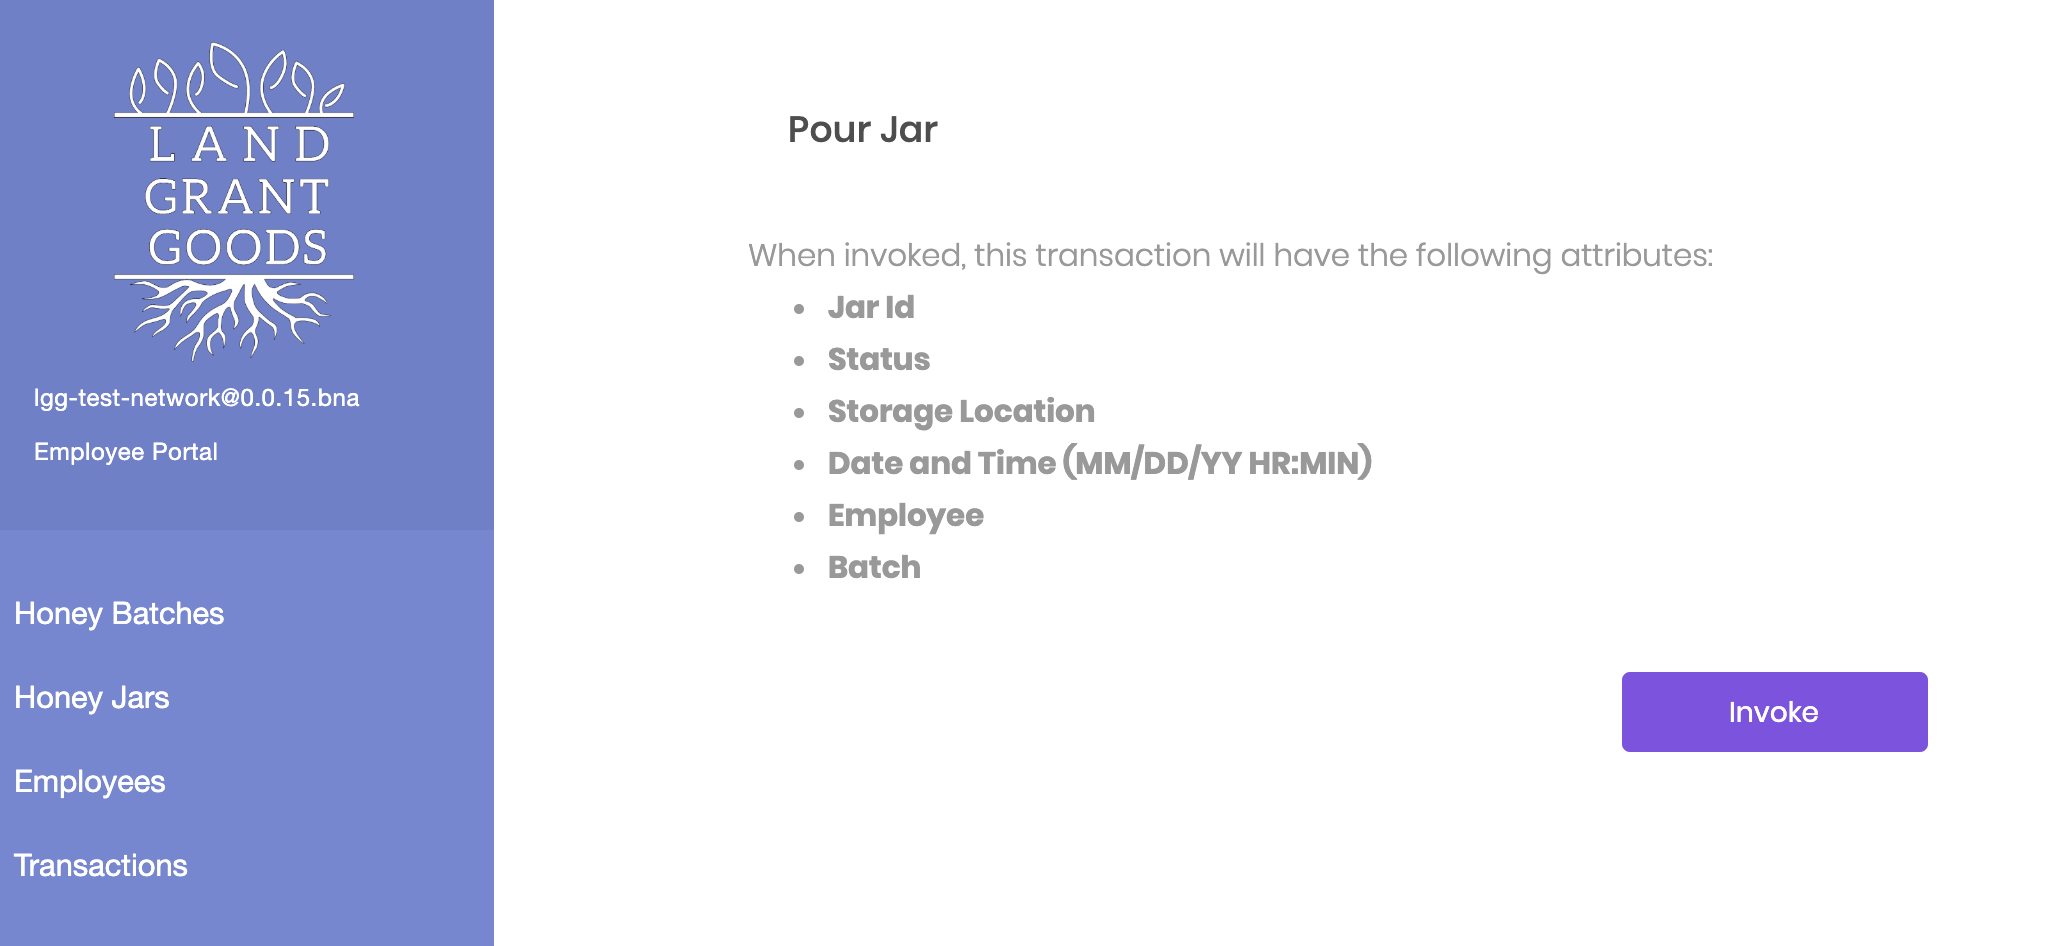 LAND
GRANT
GOODS
lgg-test-network@0.0.15.bna
Employee Portal
Honey Batches
Honey Jars
Employees
Transactions
Pour Jar
When invoked, this transaction will have the following attributes:
• Jar Id
• Status
• Storage Location
• Date and Time (MM/DD/YY HR:MIN)
• Employee
• Batch
Invoke